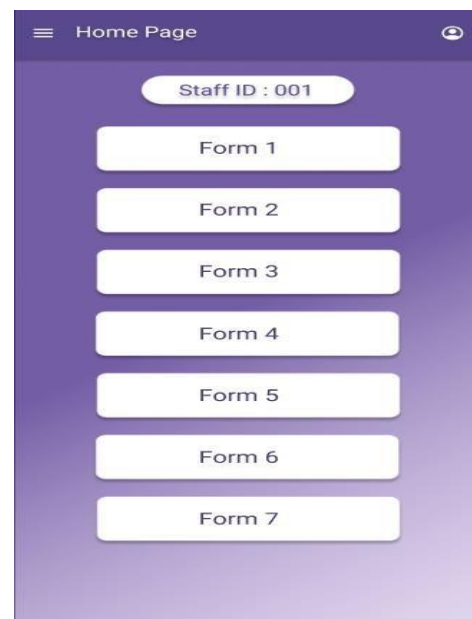 Home Page
Staff ID : 001
Form 1
Form 2
Form 3
Form 4
Form 5
Form 6
Form 7